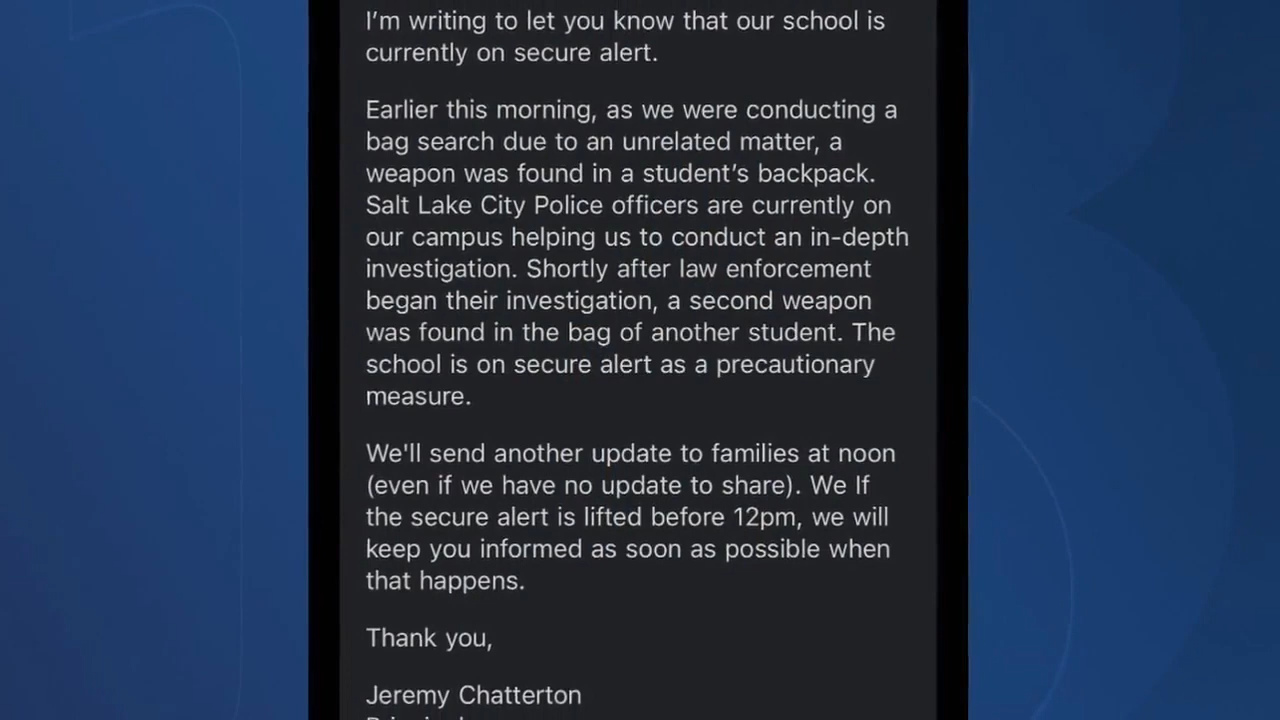 I'm writing to let you know that our school is
currently on secure alert.
Earlier this morning, as we were conducting a
bag search due to an unrelated matter, a
weapon was found in a student's backpack.
Salt Lake City Police officers are currently on
our campus helping us to conduct an in-depth
investigation. Shortly after law enforcement
began their investigation, a second weapon
was found in the bag of another student. The
school is on secure alert as a precautionary
measure.
We'll send another update to families at noon
(even if we have no update to share). We If
the secure alert is lifted before 12pm, we will
keep you informed as soon as possible when
that happens.
Thank you,
Jeremy Chatterton